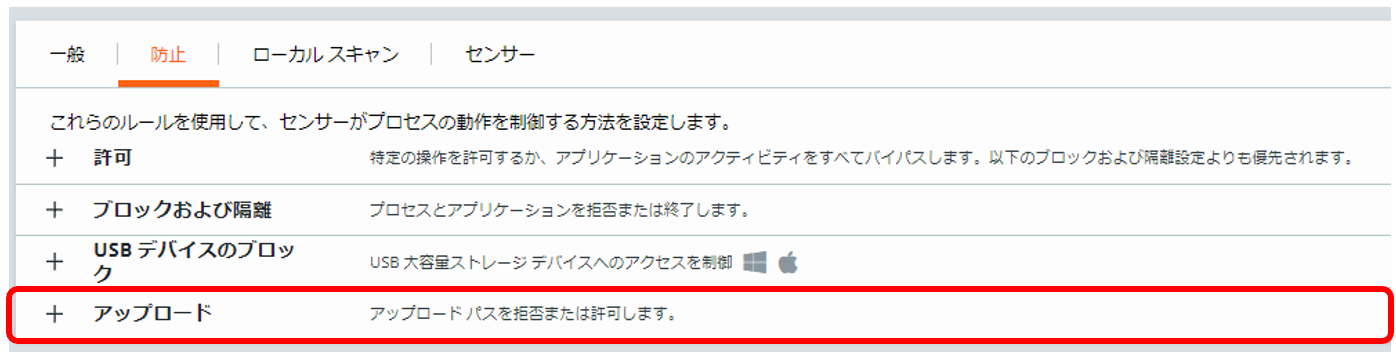 一般 防止 ローカル スキャン センサー
これらのルールを使用して、センサーがプロセスの動作を制御する方法を設定します。
許可 特定の操作を許可するか、アプリケーションのアクティビティをすべてバイパスします。以下のブロックおよび隔離設定よりも優先されます。
ブロックおよび隔離 プロセスとアプリケーションを拒否または終了します。
USB デバイスのブロッ
ク USB 大容量ストレージ デバイスへのアクセスを制御
アップロード アップロード パスを拒否または許可します。